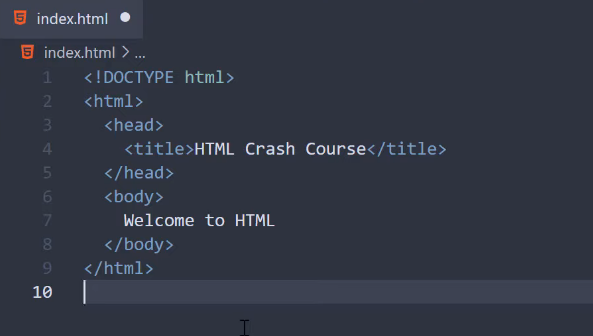 index.html
index.html > ...
1 <!DOCTYPE html>
2 <html>
3   <head>
4     <title>HTML Crash Course</title>
5   </head>
6   <body>
7     Welcome to HTML
8   </body>
9 </html>
10